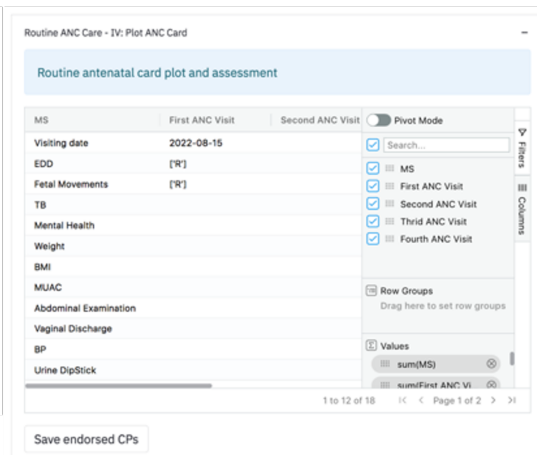 Routine ANC Care - IV: Plot ANC Card
Routine antenatal card plot and assessment
MS First ANC Visit Second ANC Visit
Visiting date 2022-08-15
EDD ['R']
Fetal Movements ['R']
TB
Mental Health
Weight
BMI
MUAC
Abdominal Examination
Vaginal Discharge
BP
Urine DipStick
Pivot Mode
Search...
MS
First ANC Visit
Second ANC Visit
Thrid ANC Visit
Fourth ANC Visit
Row Groups
Drag here to set row groups
Values
sum(MS)
sum(First ANC Vi
Filters
Columns
1 to 12 of 18 Page 1 of 2
Save endorsed CPs